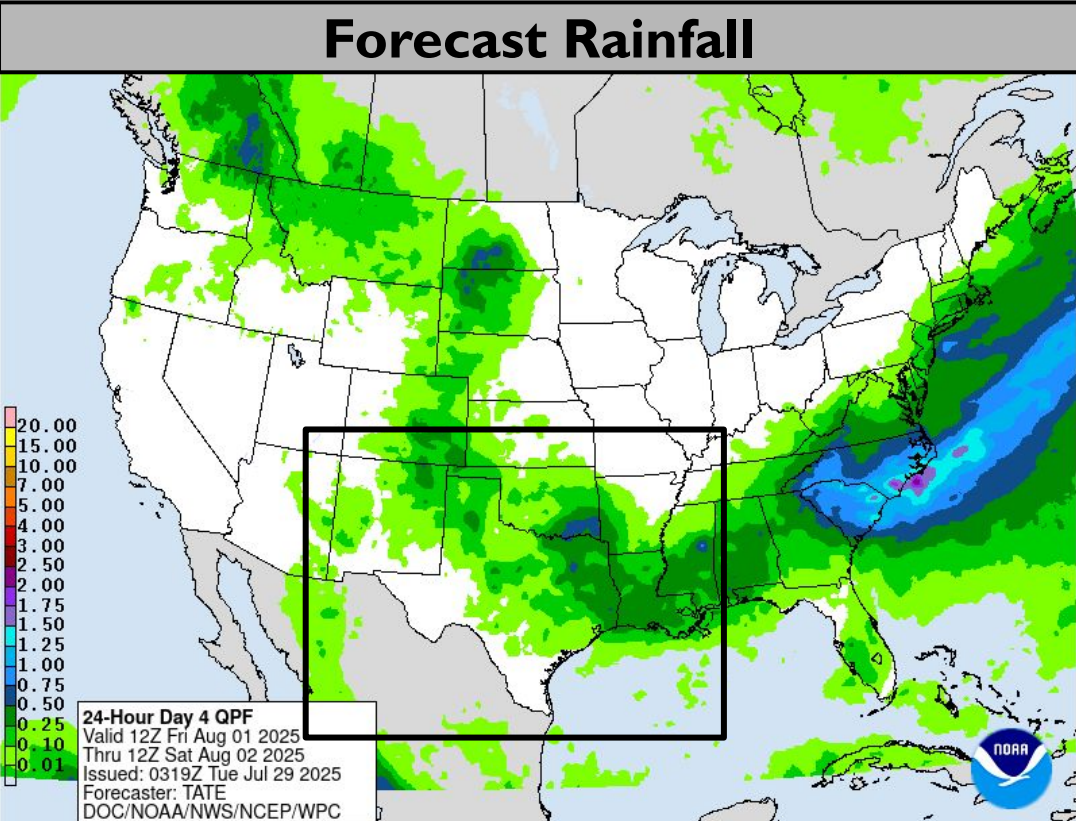 Forecast Rainfall
20.00
15.00
10.00
7.00
5.00
4.00
3.00
2.50
2.00
1.75
1.50
1.25
1.00
0.75
0.50
0.25
0.10
0.01
24-Hour Day 4 QPF
Valid 12Z Fri Aug 01 2025
Thru 12Z Sat Aug 02 2025
Issued: 0319Z Tue Jul 29 2025
Forecaster: TATE
DOC/NOAA/NWS/NCEP/WPC
NOAA